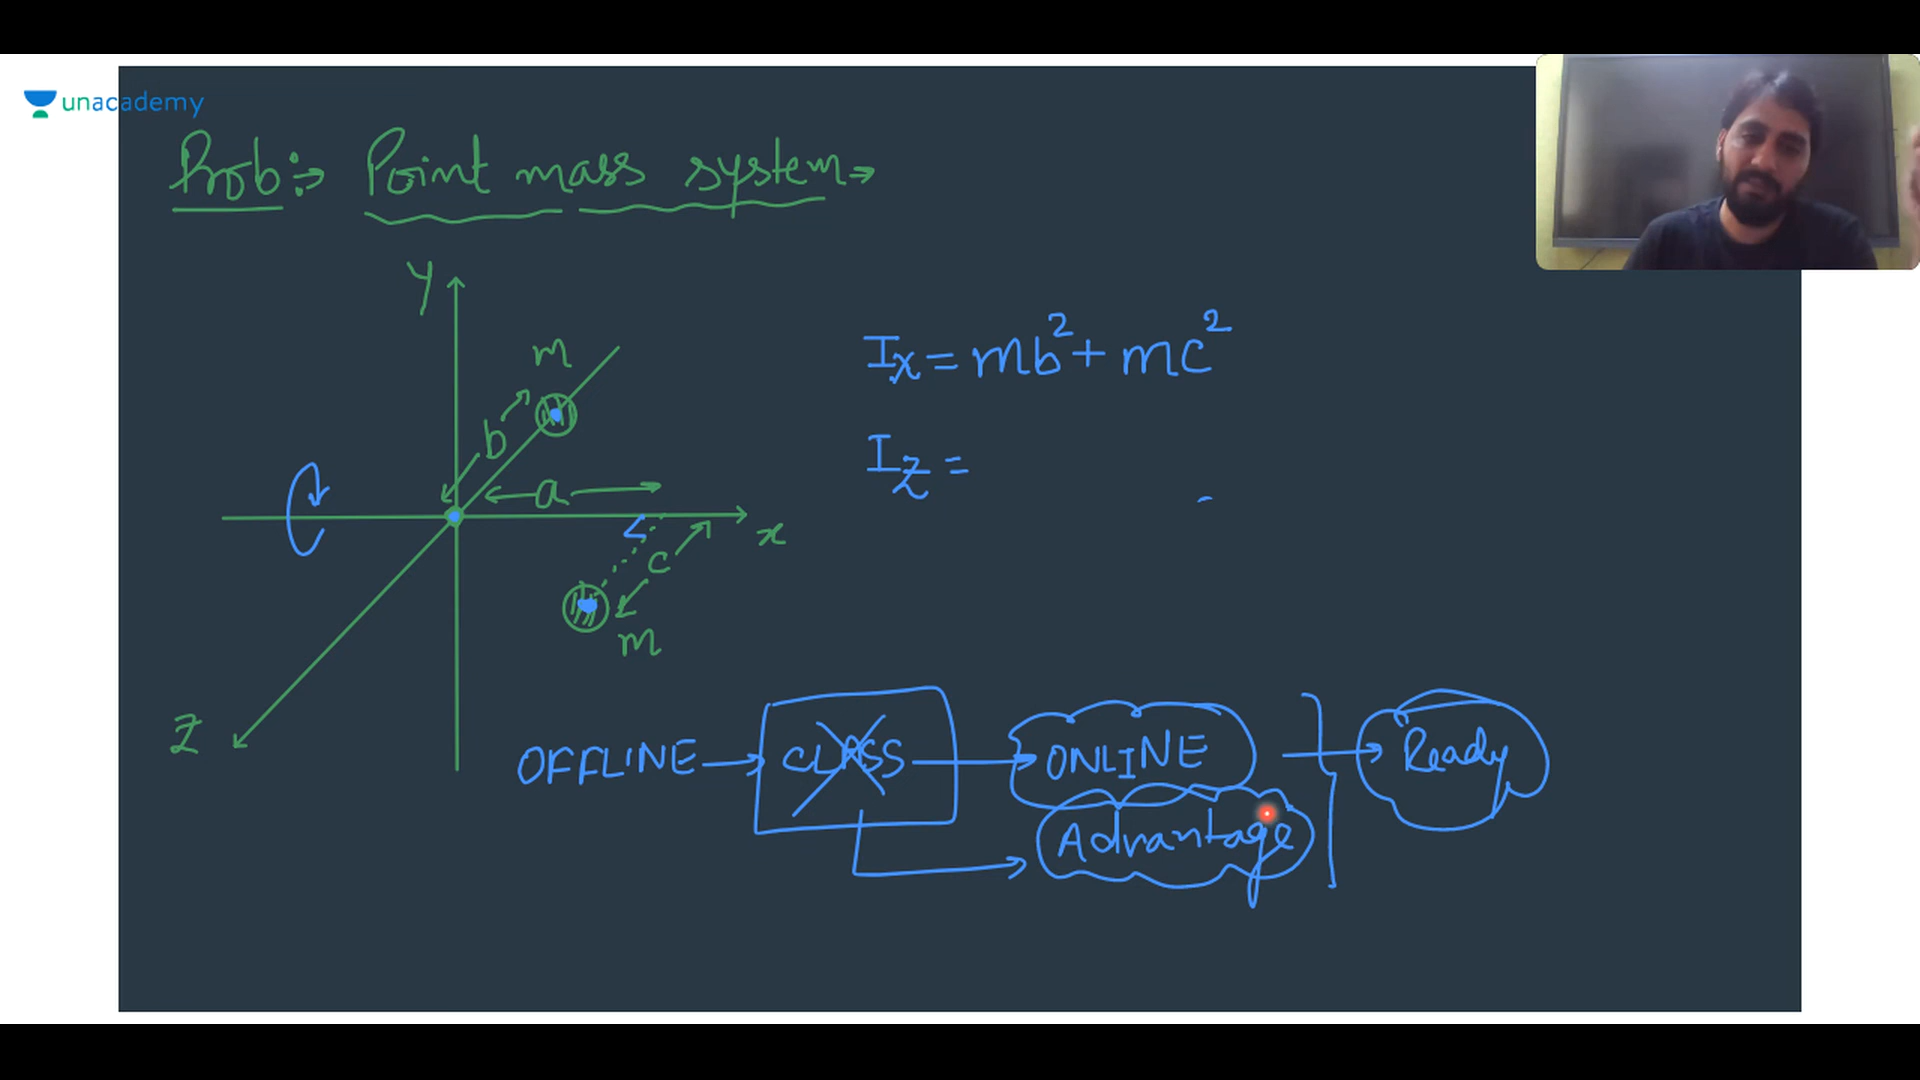 unacademy
Prob:→ Point mass system→
Y
m
b
a
x
c
m
Z
Ix = mb² + mc²
Iz =
OFFLINE → CLASS → ONLINE → Ready
Advantage